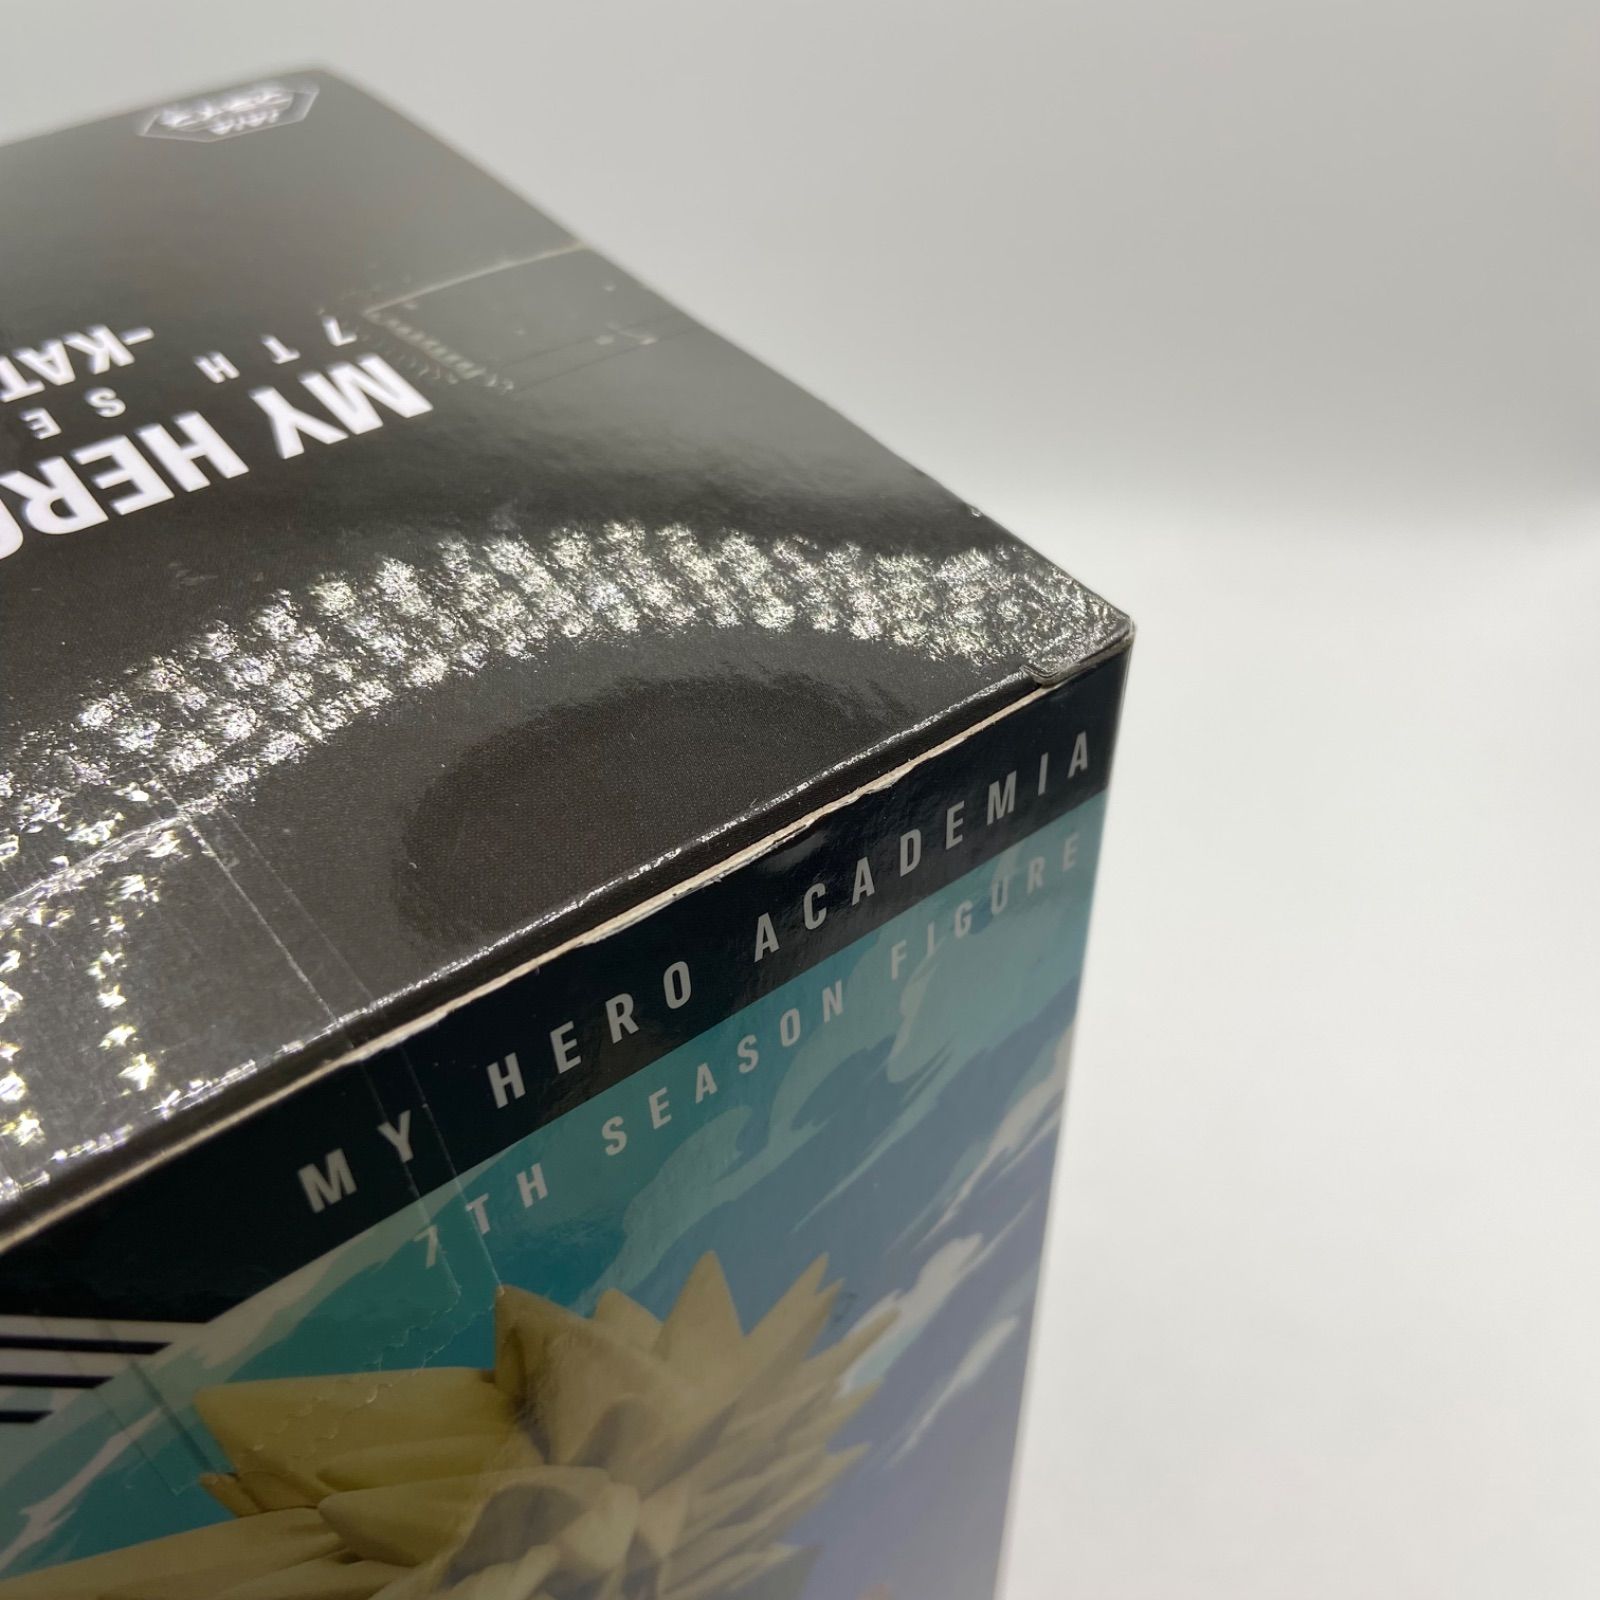 MY HERO
7TH SE
-KAT
MY HERO ACADEMIA
7TH SEASON FIGURE